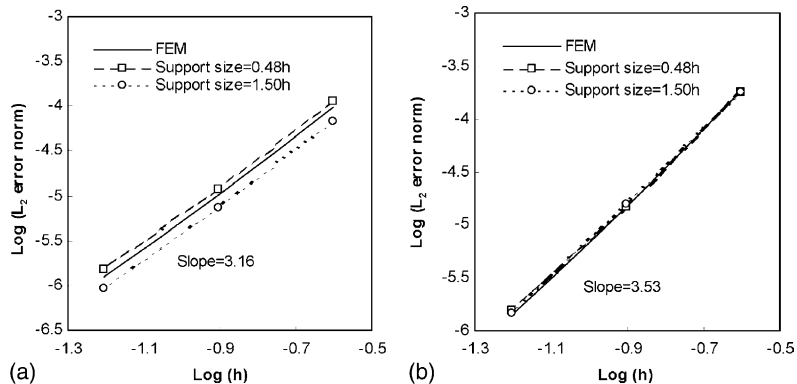 -3
-3.5
-4
-4.5
-5
-5.5
-6
-6.5
Log (L2 error norm)
FEM
Support size=0.48h
Support size=1.50h
Slope=3.16
-1.3
-1.1
-0.9
-0.7
-0.5
Log (h)
(a)
-3
-3.5
-4
-4.5
-5
-5.5
-6
Log (L2 error norm)
FEM
Support size=0.48h
Support size=1.50h
Slope=3.53
-1.3
-1.1
-0.9
-0.7
-0.5
Log (h)
(b)